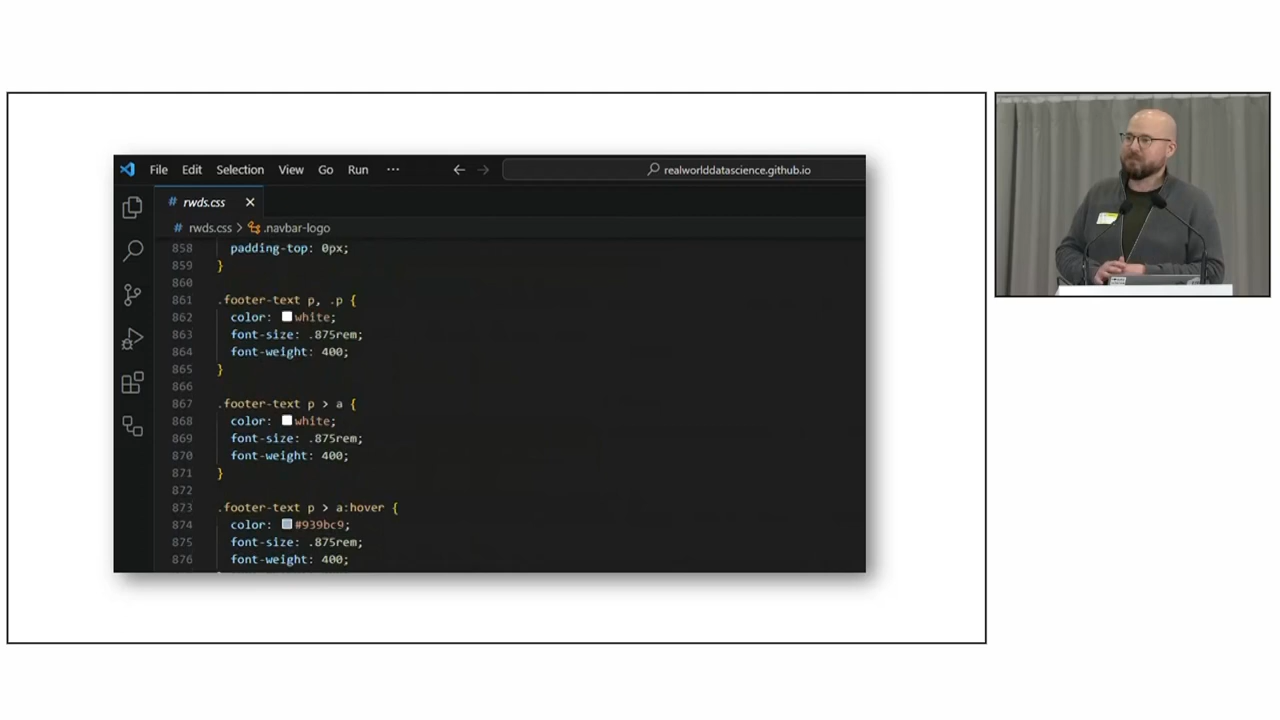 File Edit Selection View Go Run ···
realworlddatascience.github.io
# rwds.css
# rwds.css > .navbar-logo
858 padding-top: 0px;
859 }
860
861 .footer-text p, .p {
862 color: white;
863 font-size: .875rem;
864 font-weight: 400;
865 }
866
867 .footer-text p > a {
868 color: white;
869 font-size: .875rem;
870 font-weight: 400;
871 }
872
873 .footer-text p > a:hover {
874 color: #939bc9;
875 font-size: .875rem;
876 font-weight: 400;